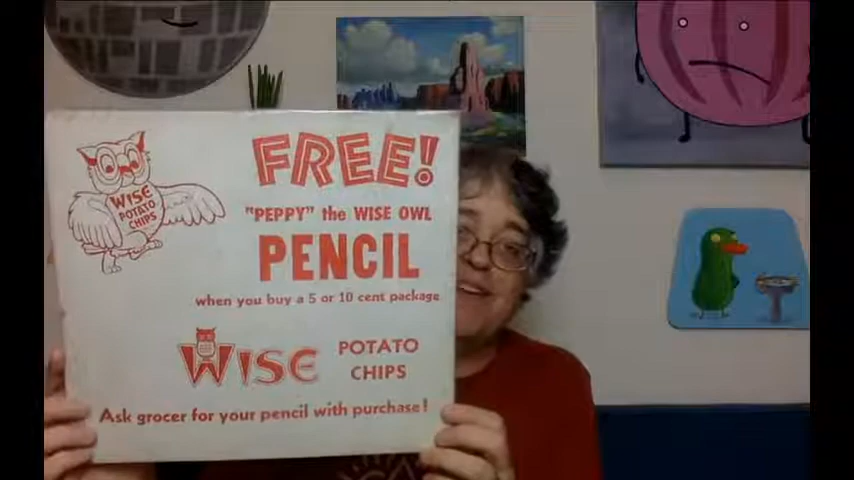 WISE
POTATO
CHIPS
FREE!
"PEPPY" the WISE OWL
PENCIL
when you buy a 5 or 10 cent package
WISE
POTATO
CHIPS
Ask grocer for your pencil with purchase!